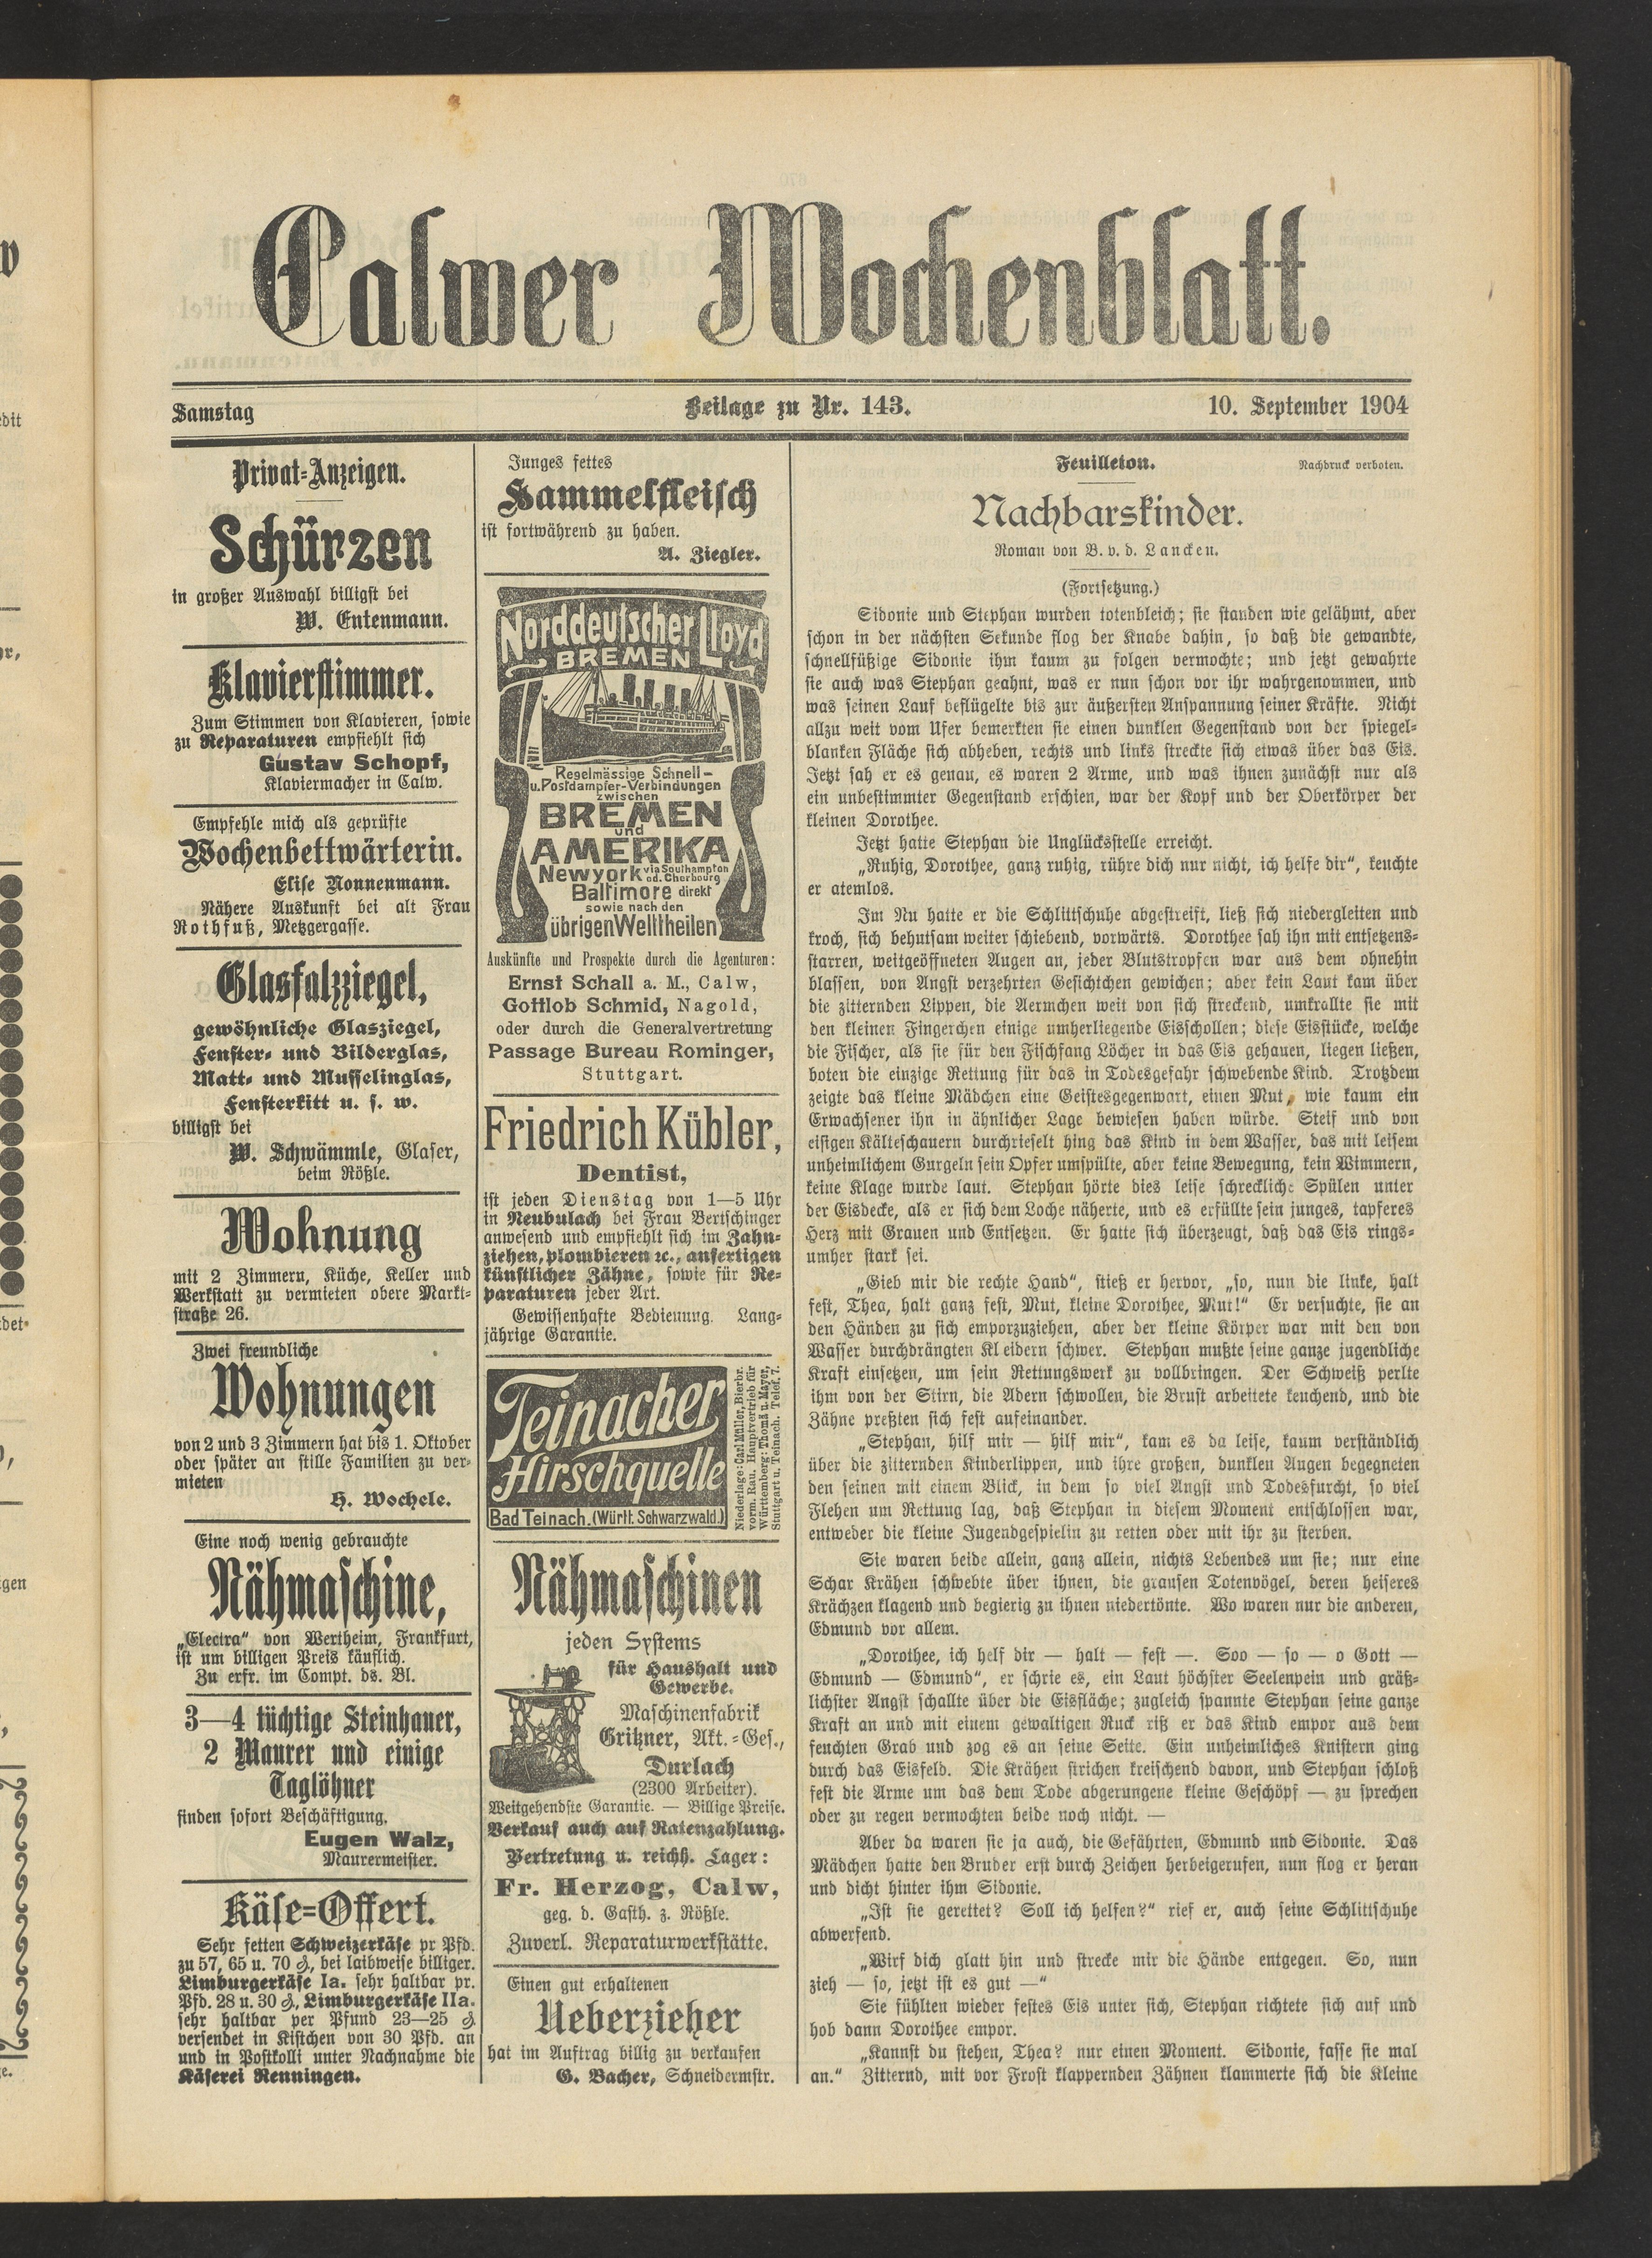 Calwer Wochenblatt.
Samstag
Beilage zu Nr. 143.
10. September 1904
Privat-Anzeigen.
Schürzen
in großer Auswahl billigst bei
W. Entenmann.
Klavierstimmer.
Zum Stimmen von Klavieren, sowie
zu Reparaturen empfiehlt sich
Gustav Schopf,
Klaviermacher in Calw.
Empfehle mich als geprüfte
Wochenbettwärterin.
Elise Nonnenmann.
Nähere Auskunft bei alt Frau
Rothfuß, Metzgergasse.
Glasfalzziegel,
gewöhnliche Glasziegel,
Fenster- und Bilderglas,
Matt- und Musselinglas,
Fensterkitt u. s. w.
billigst bei
W. Schwämmle, Glaser,
beim Rößle.
Wohnung
mit 2 Zimmern, Küche, Keller und
Werkstatt zu vermieten obere Markt-
straße 26.
Zwei freundliche
Wohnungen
von 2 und 3 Zimmern hat bis 1. Oktober
oder später an stille Familien zu ver-
mieten
H. Wochele.
Eine noch wenig gebrauchte
Nähmaschine,
„Electra“ von Wertheim, Frankfurt,
ist um billigen Preis käuflich.
Zu erfr. im Compt. ds. Bl.
3—4 tüchtige Steinhauer,
2 Maurer und einige
Taglöhner
finden sofort Beschäftigung.
Eugen Walz,
Maurermeister.
Käse-Offert.
Sehr fetten Schweizerkäse pr Pfd.
zu 57, 65 u. 70 ₰, bei laibweise billiger.
Limburgerkäse Ia. sehr haltbar pr.
Pfd. 28 u. 30 ₰, Limburgerkäse IIa.
sehr haltbar per Pfund 23—25 ₰
versendet in Kistchen von 30 Pfd. an
und in Postkolli unter Nachnahme die
Käserei Renningen.
Junges fettes
Hammelfleisch
ist fortwährend zu haben.
A. Ziegler.
Norddeutscher Lloyd
BREMEN
Regelmässige Schnell-
u. Postdampfer-Verbindungen
zwischen
BREMEN
und
AMERIKA
Newyork via Southampton od. Cherbourg
Baltimore direkt
sowie nach den
übrigen Welttheilen
Auskünfte und Prospekte durch die Agenturen:
Ernst Schall a. M., Calw,
Gottlob Schmid, Nagold,
oder durch die Generalvertretung
Passage Bureau Rominger,
Stuttgart.
Friedrich Kübler,
Dentist,
ist jeden Dienstag von 1—5 Uhr
in Neubulach bei Frau Bertschinger
anwesend und empfiehlt sich im Zahn-
ziehen, plombieren ꝛc., anfertigen
künstlicher Zähne, sowie für Re-
paraturen jeder Art.
Gewissenhafte Bedienung. Lang-
jährige Garantie.
Teinacher
Hirschquelle
Bad Teinach. (Württ. Schwarzwald.)
Niederlage: Carl Müller, Bierbr.
vorm. Rau. Hauptvertrieb für
Württemberg: Thomä u. Mayer,
Stuttgart u. Teinach. Telef. 7.
Nähmaschinen
jeden Systems
für Haushalt und
Gewerbe.
Maschinenfabrik
Gritzner, Akt.-Ges.,
Durlach
(2300 Arbeiter).
Weitgehendste Garantie. — Billige Preise.
Verkauf auch auf Ratenzahlung.
Vertretung u. reichh. Lager:
Fr. Herzog, Calw,
geg. d. Gasth. z. Rößle.
Zuverl. Reparaturwerkstätte.
Einen gut erhaltenen
Ueberzieher
hat im Auftrag billig zu verkaufen
G. Bacher, Schneidermstr.
Feuilleton.
Nachdruck verboten.
Nachbarskinder.
Roman von B. v. d. Lancken.
(Fortsetzung.)
Sidonie und Stephan wurden totenbleich; sie standen wie gelähmt, aber
schon in der nächsten Sekunde flog der Knabe dahin, so daß die gewandte,
schnellfüßige Sidonie ihm kaum zu folgen vermochte; und jetzt gewahrte
sie auch was Stephan geahnt, was er nun schon vor ihr wahrgenommen, und
was seinen Lauf beflügelte bis zur äußersten Anspannung seiner Kräfte. Nicht
allzu weit vom Ufer bemerkten sie einen dunklen Gegenstand von der spiegel-
blanken Fläche sich abheben, rechts und links streckte sich etwas über das Eis.
Jetzt sah er es genau, es waren 2 Arme, und was ihnen zunächst nur als
ein unbestimmter Gegenstand erschien, war der Kopf und der Oberkörper der
kleinen Dorothee.
Jetzt hatte Stephan die Unglücksstelle erreicht.
„Ruhig, Dorothee, ganz ruhig, rühre dich nur nicht, ich helfe dir“, keuchte
er atemlos.
Im Nu hatte er die Schlittschuhe abgestreift, ließ sich niedergleiten und
kroch, sich behutsam weiter schiebend, vorwärts. Dorothee sah ihn mit entsetzens-
starren, weitgeöffneten Augen an, jeder Blutstropfen war aus dem ohnehin
blassen, von Angst verzehrten Gesichtchen gewichen; aber kein Laut kam über
die zitternden Lippen, die Aermchen weit von sich streckend, umkrallte sie mit
den kleinen Fingerchen einige umherliegende Eisschollen; diese Eisstücke, welche
die Fischer, als sie für den Fischfang Löcher in das Eis gehauen, liegen ließen,
boten die einzige Rettung für das in Todesgefahr schwebende Kind. Trotzdem
zeigte das kleine Mädchen eine Geistesgegenwart, einen Mut, wie kaum ein
Erwachsener ihn in ähnlicher Lage bewiesen haben würde. Steif und von
eisigen Kälteschauern durchrieselt hing das Kind in dem Wasser, das mit leisem
unheimlichem Gurgeln sein Opfer umspülte, aber keine Bewegung, kein Wimmern,
keine Klage wurde laut. Stephan hörte dies leise schreckliche Spülen unter
der Eisdecke, als er sich dem Loche näherte, und es erfüllte sein junges, tapferes
Herz mit Grauen und Entsetzen. Er hatte sich überzeugt, daß das Eis rings-
umher stark sei.
„Gieb mir die rechte Hand“, stieß er hervor, „so, nun die linke, halt
fest, Thea, halt ganz fest, Mut, kleine Dorothee, Mut!“ Er versuchte, sie an
den Händen zu sich emporzuziehen, aber der kleine Körper war mit den von
Wasser durchdrängten Kleidern schwer. Stephan mußte seine ganze jugendliche
Kraft einsetzen, um sein Rettungswerk zu vollbringen. Der Schweiß perlte
ihm von der Stirn, die Adern schwollen, die Brust arbeitete keuchend, und die
Zähne preßten sich fest aufeinander.
„Stephan, hilf mir — hilf mir“, kam es da leise, kaum verständlich
über die zitternden Kinderlippen, und ihre großen, dunklen Augen begegneten
den seinen mit einem Blick, in dem so viel Angst und Todesfurcht, so viel
Flehen um Rettung lag, daß Stephan in diesem Moment entschlossen war,
entweder die kleine Jugendgespielin zu retten oder mit ihr zu sterben.
Sie waren beide allein, ganz allein, nichts Lebendes um sie; nur eine
Schar Krähen schwebte über ihnen, die grausen Totenvögel, deren heiseres
Krächzen klagend und begierig zu ihnen niedertönte. Wo waren nur die anderen,
Edmund vor allem.
„Dorothee, ich helf dir — halt — fest —. Soo — so — o Gott —
Edmund — Edmund“, er schrie es, ein Laut höchster Seelenpein und gräß-
lichster Angst schallte über die Eisfläche; zugleich spannte Stephan seine ganze
Kraft an und mit einem gewaltigen Ruck riß er das Kind empor aus dem
feuchten Grab und zog es an seine Seite. Ein unheimliches Knistern ging
durch das Eisfeld. Die Krähen strichen kreischend davon, und Stephan schloß
fest die Arme um das dem Tode abgerungene kleine Geschöpf — zu sprechen
oder zu regen vermochten beide noch nicht. —
Aber da waren sie ja auch, die Gefährten, Edmund und Sidonie. Das
Mädchen hatte den Bruder erst durch Zeichen herbeigerufen, nun flog er heran
und dicht hinter ihm Sidonie.
„Ist sie gerettet? Soll ich helfen?“ rief er, auch seine Schlittschuhe
abwerfend.
„Wirf dich glatt hin und strecke mir die Hände entgegen. So, nun
zieh — so, jetzt ist es gut —“
Sie fühlten wieder festes Eis unter sich, Stephan richtete sich auf und
hob dann Dorothee empor.
„Kannst du stehen, Thea? nur einen Moment. Sidonie, fasse sie mal
an.“ Zitternd, mit vor Frost klappernden Zähnen klammerte sich die Kleine